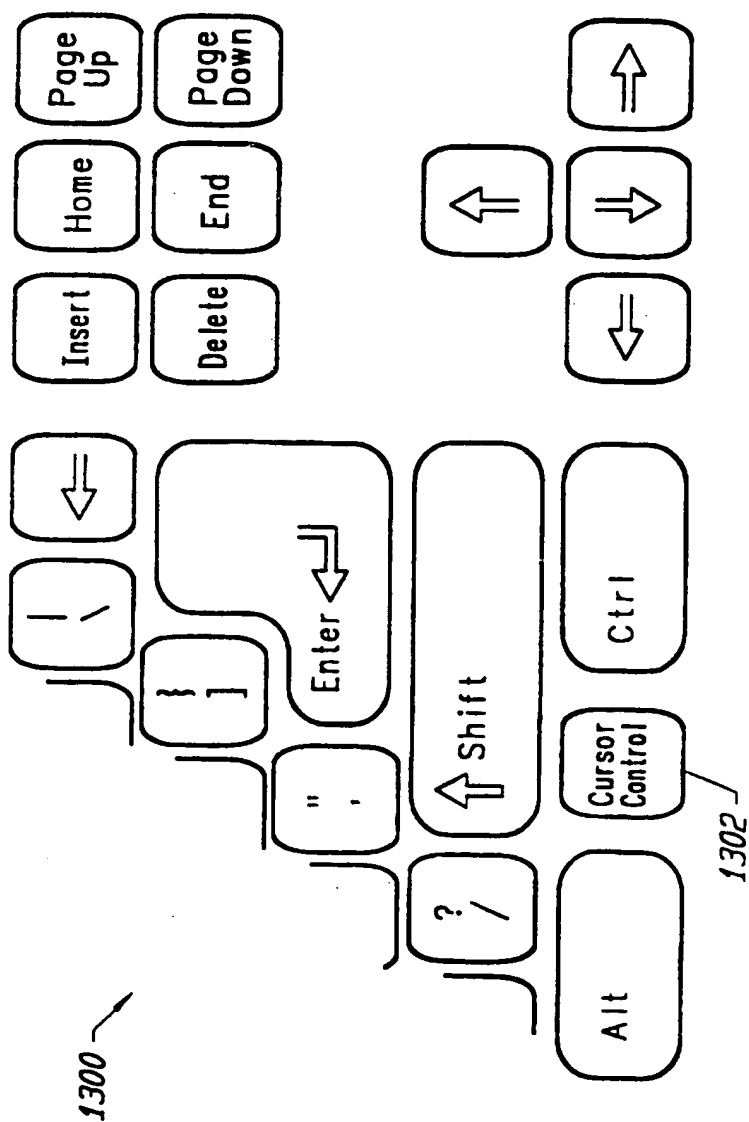 1300
|
\
Insert
Home
Page
Up
}
]
Delete
End
Page
Down
"
'
Enter
?
/
Shift
Alt
Cursor
Control
Ctrl
1302